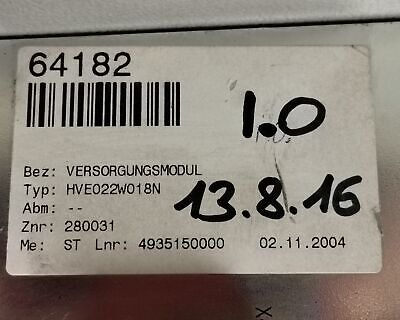 64182
1.0
Bez: VERSORGUNGSMODUL
Typ: HVE022W018N
13.8.16
Abm: --
Znr: 280031
Me: ST Lnr: 4935150000 02.11.2004